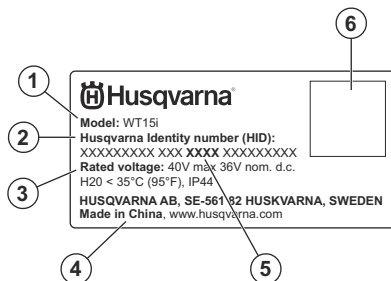 6
1
Husqvarna
Model: WT15i
2
Husqvarna Identity number (HID):
XXXXXXXXX XXX XXXX XXXXXXXXX
3
Rated voltage: 40V max 36V nom. d.c.
H20 < 35°C (95°F), IP44
HUSQVARNA AB, SE-561 82 HUSKVARNA, SWEDEN
Made in China, www.husqvarna.com
4
5